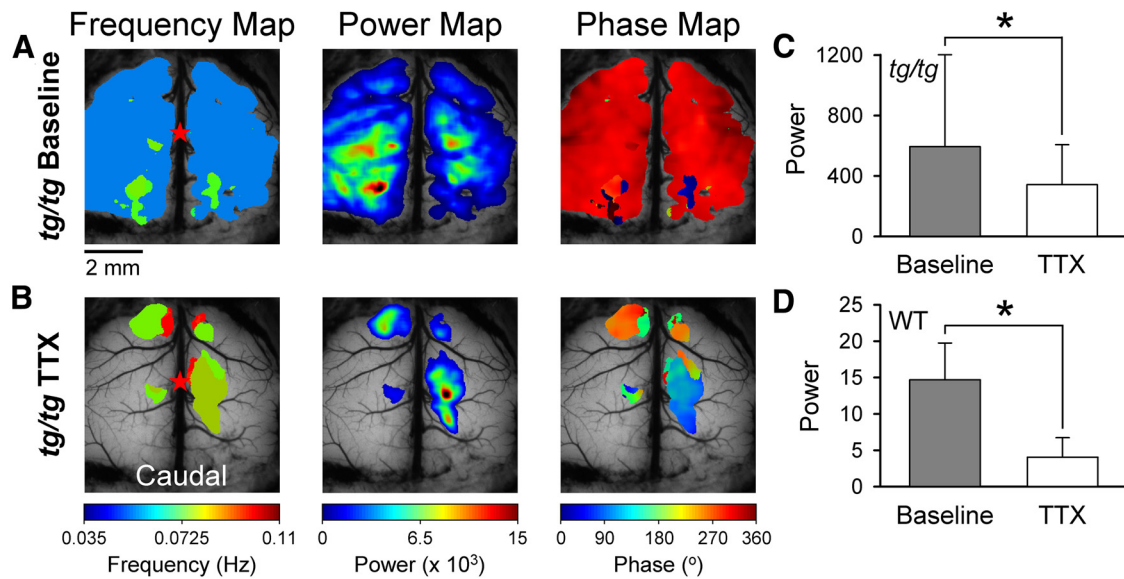 Frequency Map Power Map Phase Map
A
tg/tg Baseline
2 mm
B
tg/tg TTX
Caudal
0.035 0.0725 0.11
Frequency (Hz)
0 6.5 15
Power (x 10³)
0 90 180 270 360
Phase (º)
C
*
tg/tg
1200
800
400
0
Power
Baseline TTX
D
*
WT
25
20
15
10
5
0
Power
Baseline TTX